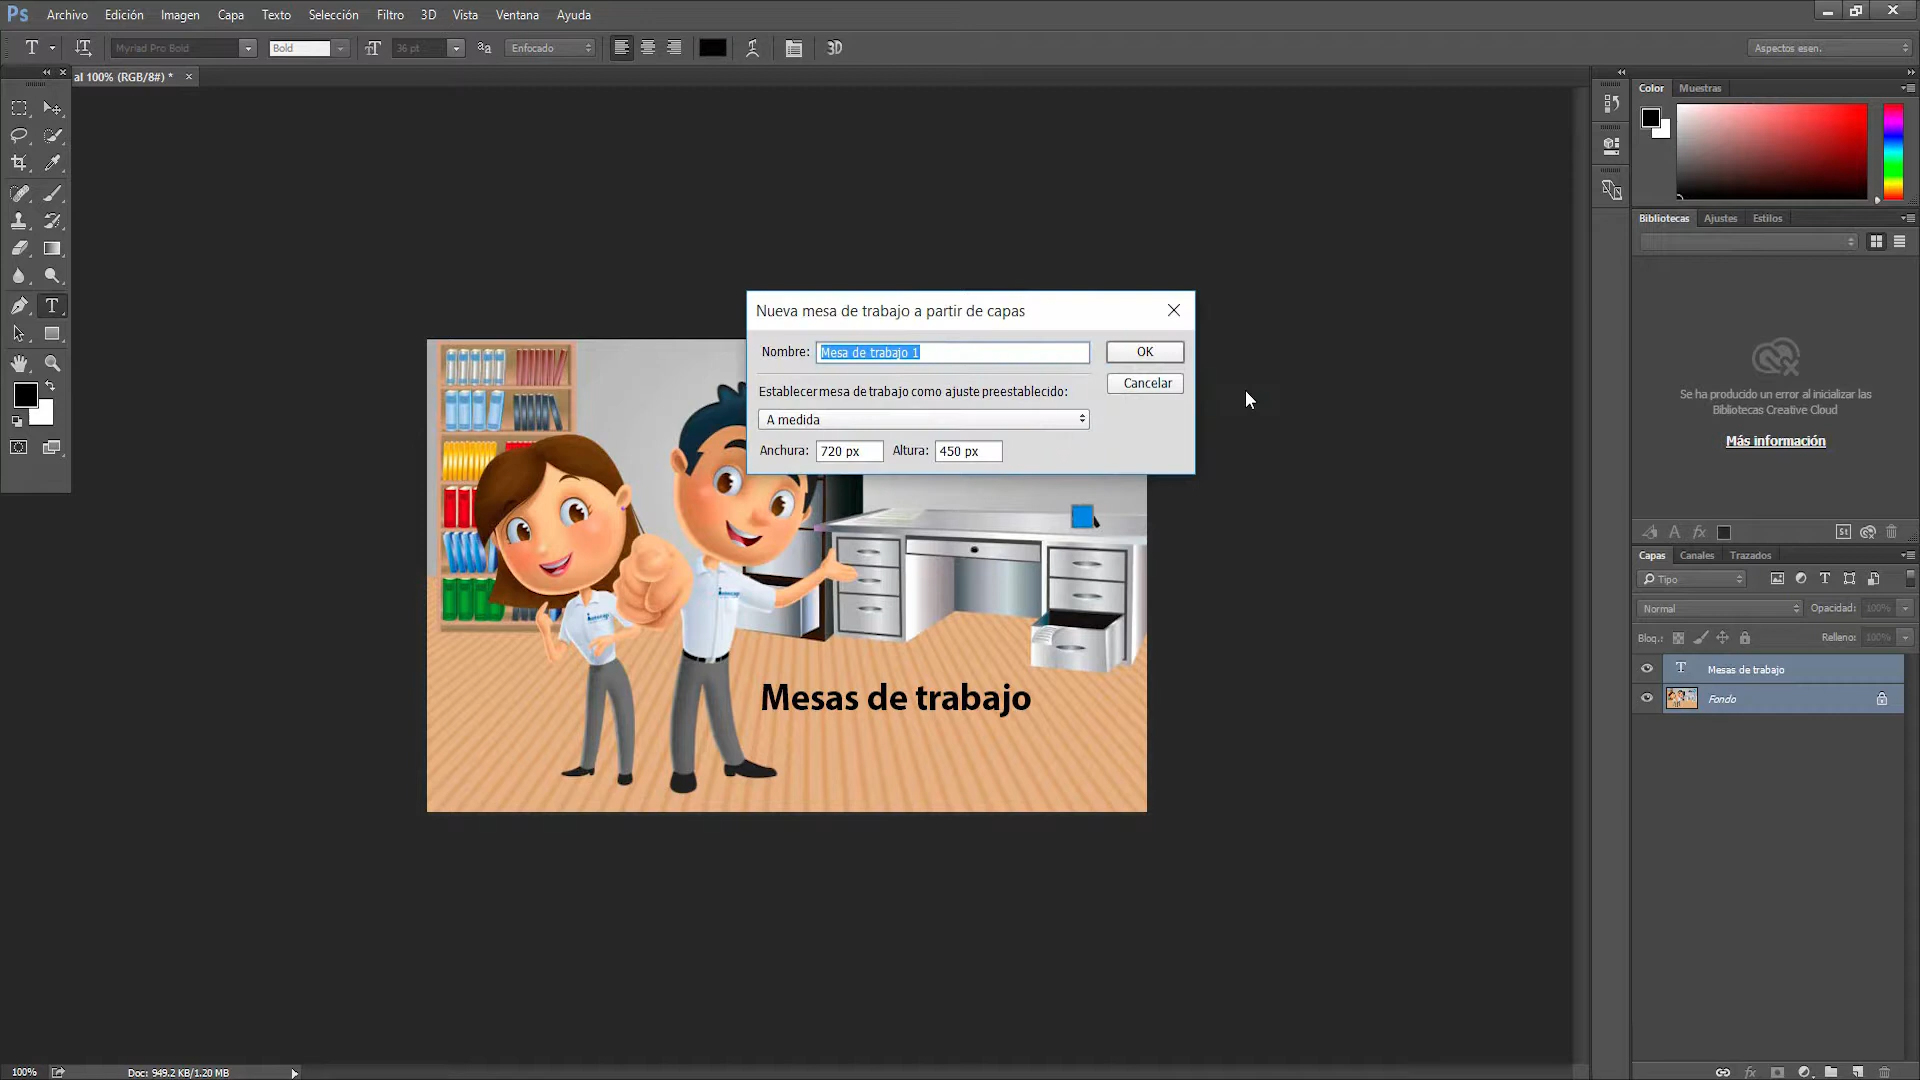 Ps Archivo Edición Imagen Capa Texto Selección Filtro 3D Vista Ventana Ayuda
T Myriad Pro Bold Bold 36 pt aa Enfocado 3D Aspectos esen.
al 100% (RGB/8#) * ×
Color Muestras
Bibliotecas Ajustes Estilos
Se ha producido un error al inicializar las
Bibliotecas Creative Cloud
Más información
Nueva mesa de trabajo a partir de capas
Nombre: Mesa de trabajo 1 OK
Cancelar
Establecer mesa de trabajo como ajuste preestablecido:
A medida
Anchura: 720 px Altura: 450 px
Mesas de trabajo
A fx St
Capas Canales Trazados
Tipo T
Normal Opacidad: 100%
Bloq.: Relleno: 100%
T Mesas de trabajo
Fondo
100% Doc: 949.2 KB/1.20 MB
fx